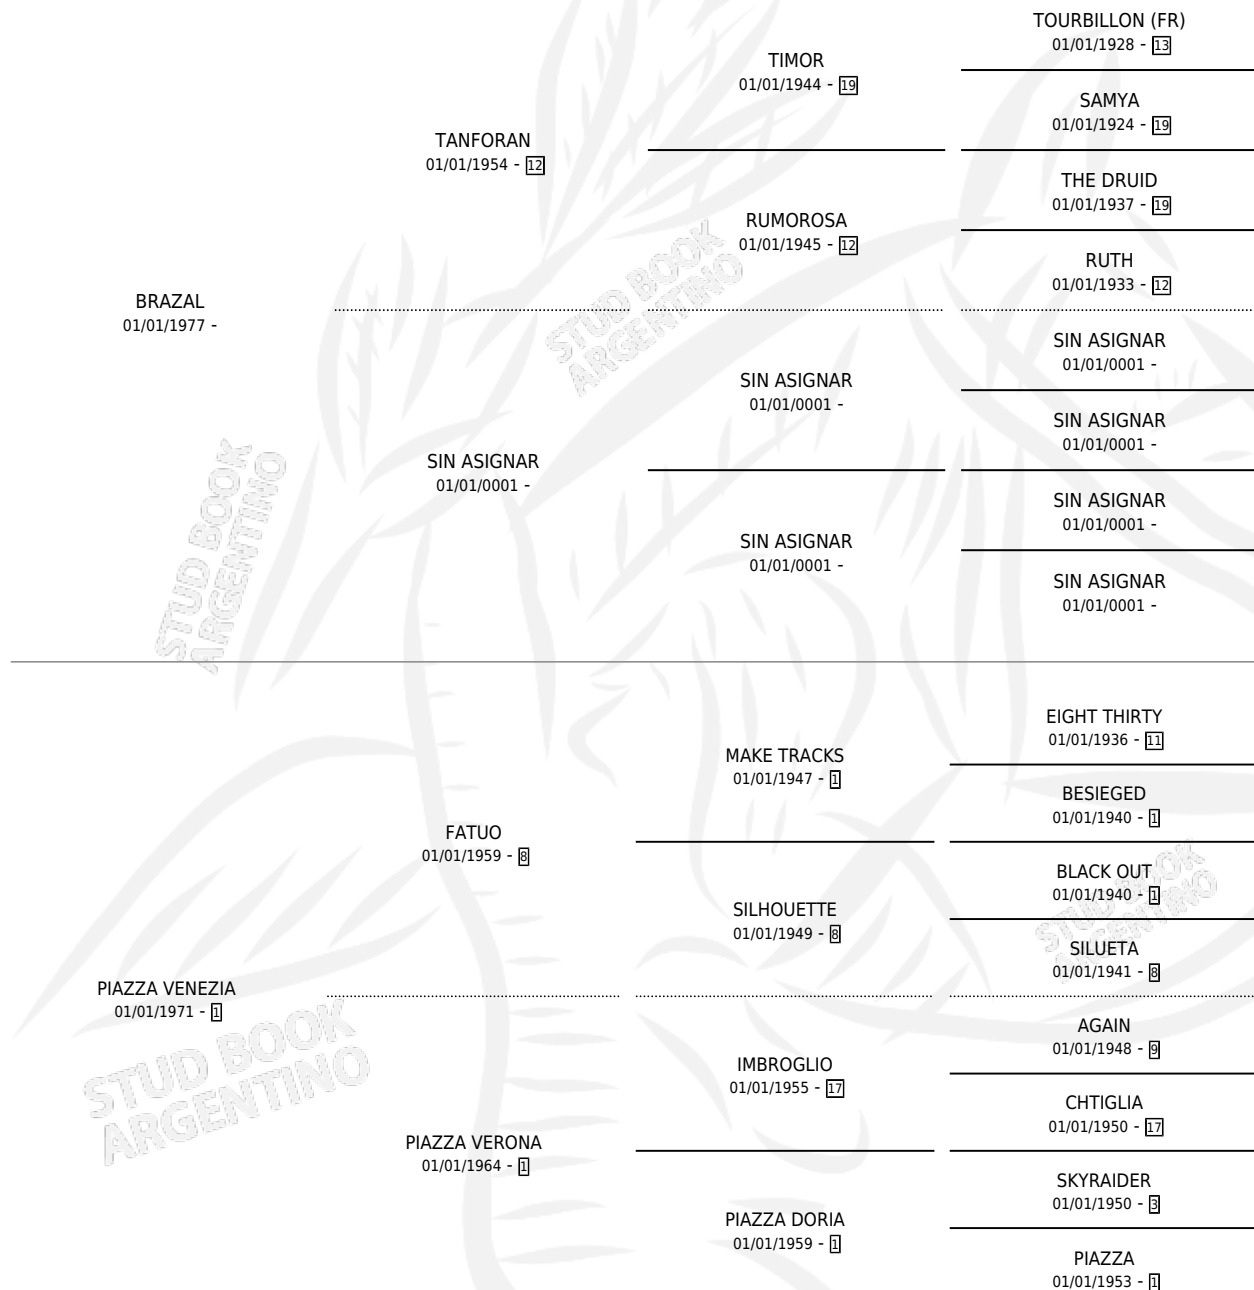 TOURBILLON (FR)
01/01/1928 - 13
TIMOR
01/01/1944 - 19
SAMYA
01/01/1924 - 19
TANFORAN
01/01/1954 - 12
THE DRUID
01/01/1937 - 19
RUMOROSA
01/01/1945 - 12
RUTH
01/01/1933 - 12
BRAZAL
01/01/1977 -
SIN ASIGNAR
01/01/0001 -
SIN ASIGNAR
01/01/0001 -
SIN ASIGNAR
01/01/0001 -
SIN ASIGNAR
01/01/0001 -
SIN ASIGNAR
01/01/0001 -
SIN ASIGNAR
01/01/0001 -
SIN ASIGNAR
01/01/0001 -
EIGHT THIRTY
01/01/1936 - 11
MAKE TRACKS
01/01/1947 - 1
BESIEGED
01/01/1940 - 1
FATUO
01/01/1959 - 8
BLACK OUT
01/01/1940 - 1
SILHOUETTE
01/01/1949 - 8
SILUETA
01/01/1941 - 8
PIAZZA VENEZIA
01/01/1971 - 1
AGAIN
01/01/1948 - 9
IMBROGLIO
01/01/1955 - 17
CHTIGLIA
01/01/1950 - 17
PIAZZA VERONA
01/01/1964 - 1
SKYRAIDER
01/01/1950 - 3
PIAZZA DORIA
01/01/1959 - 1
PIAZZA
01/01/1953 - 1
STUD BOOK
ARGENTINO
STUD BOOK
ARGENTINO
STUD BOOK
ARGENTINO
STUD BOOK
ARGENTINO